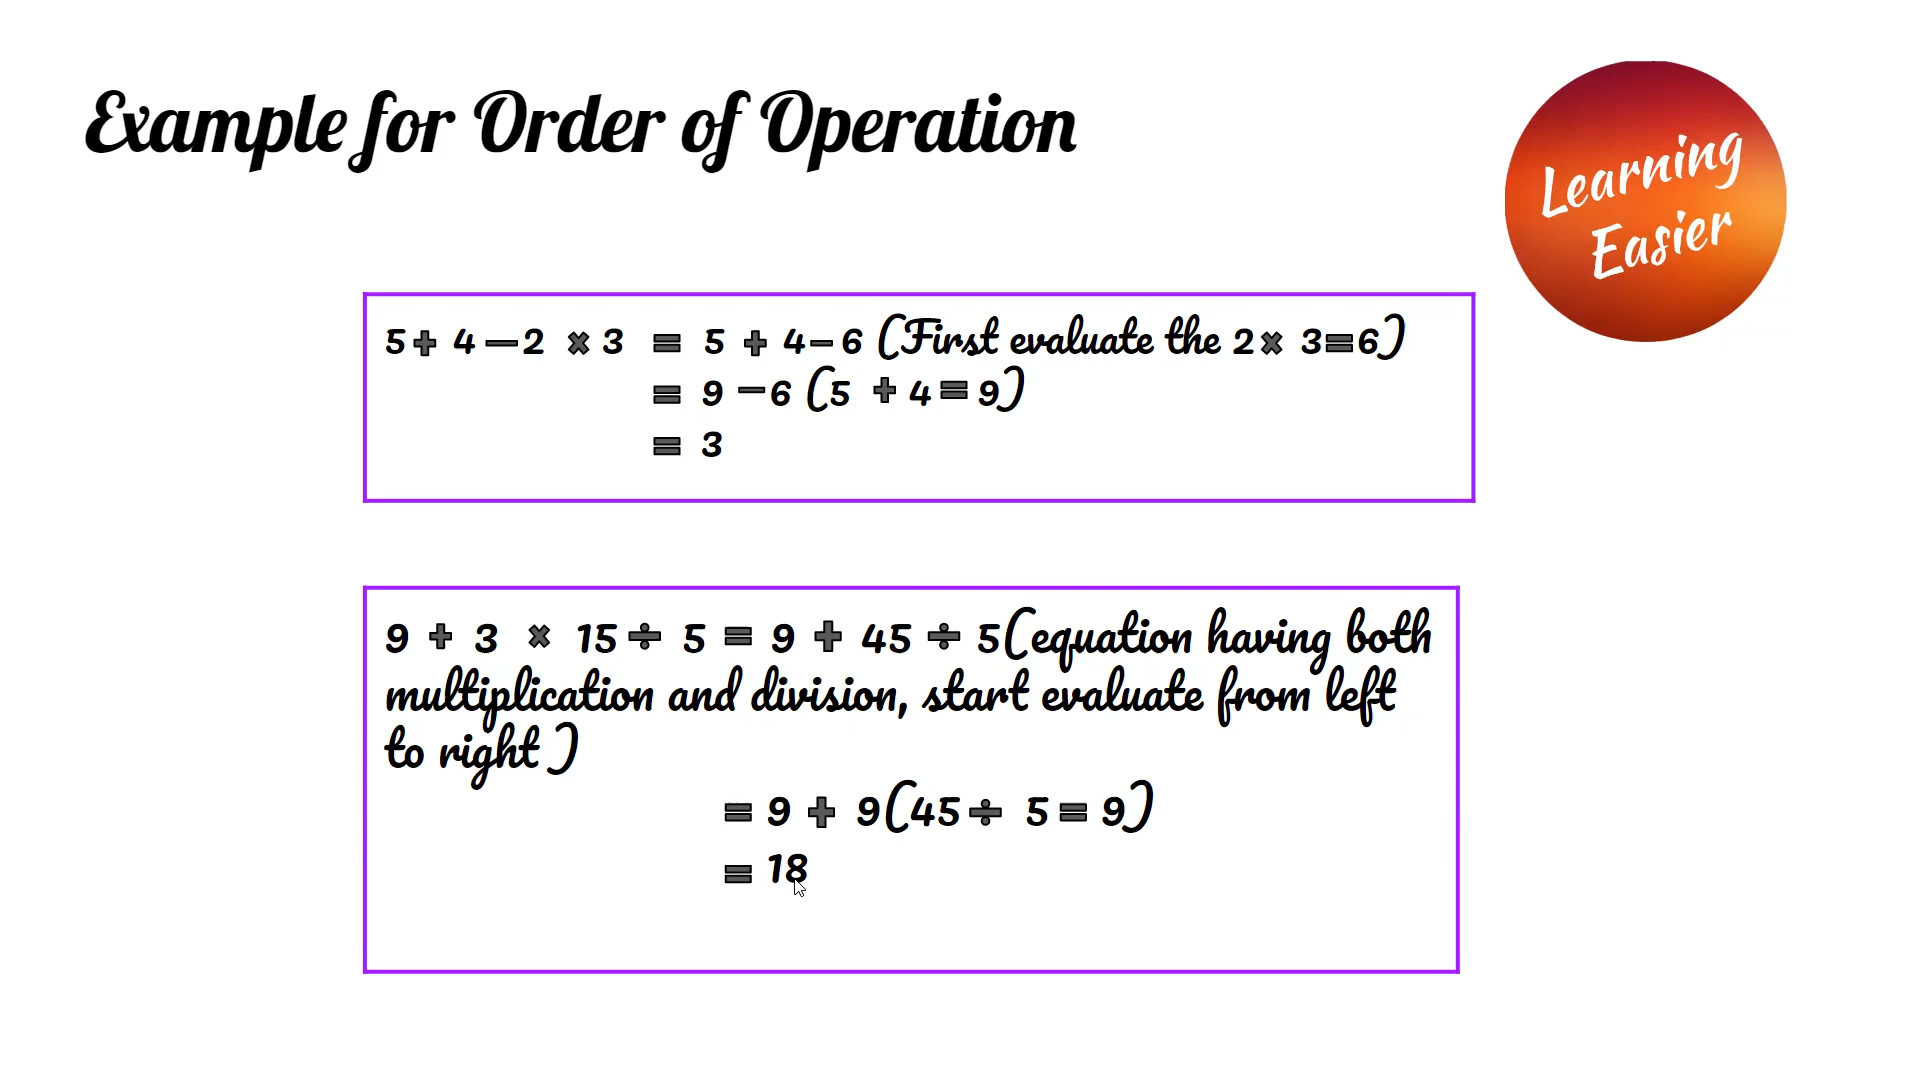 Example for Order of Operation
Learning
Easier
5 + 4 − 2 × 3 = 5 + 4 − 6 (First evaluate the 2 × 3 = 6)
= 9 − 6 (5 + 4 = 9)
= 3
9 + 3 × 15 ÷ 5 = 9 + 45 ÷ 5 (equation having both
multiplication and division, start evaluate from left
to right )
= 9 + 9 (45 ÷ 5 = 9)
= 18